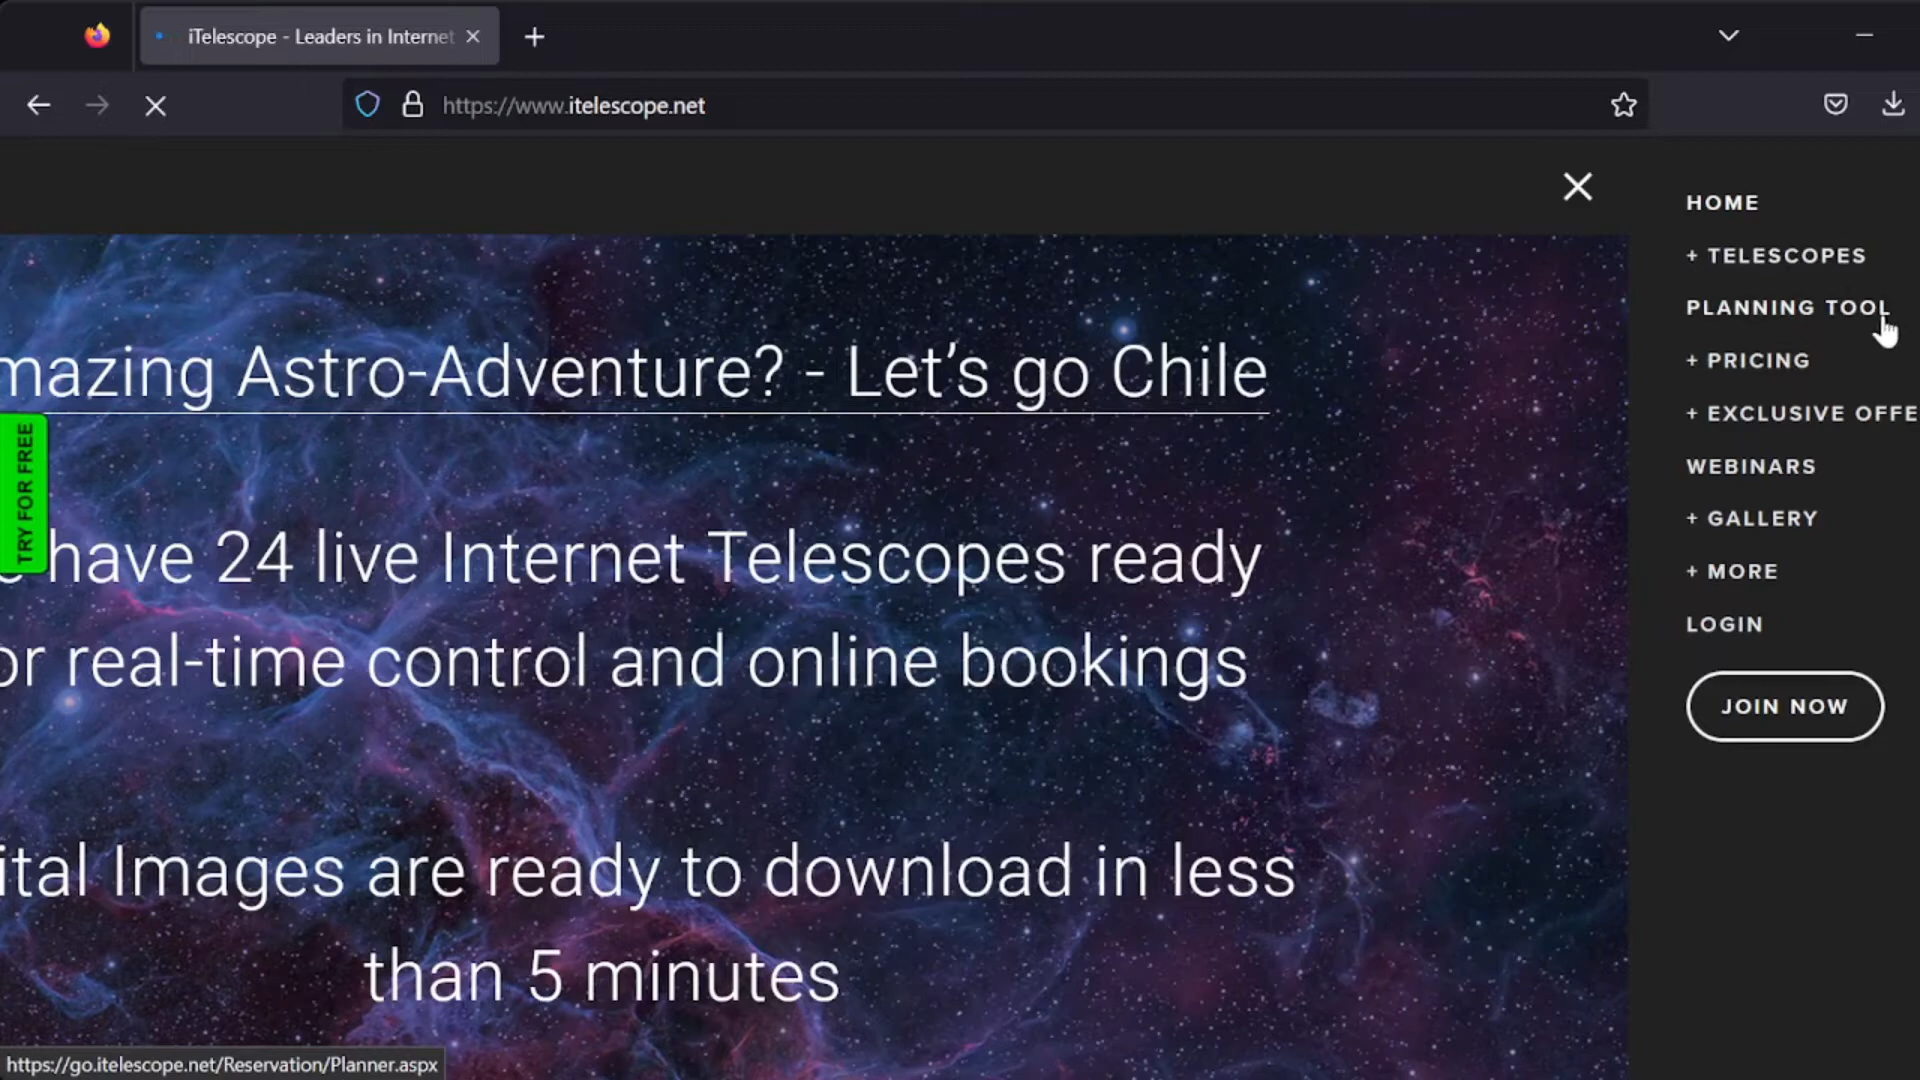 iTelescope - Leaders in Internet
https://www.itelescope.net
HOME
+ TELESCOPES
PLANNING TOOL
+ PRICING
+ EXCLUSIVE OFFE
WEBINARS
+ GALLERY
+ MORE
LOGIN
JOIN NOW
mazing Astro-Adventure? - Let's go Chile
TRY FOR FREE
have 24 live Internet Telescopes ready
or real-time control and online bookings
ital Images are ready to download in less
than 5 minutes
https://go.itelescope.net/Reservation/Planner.aspx